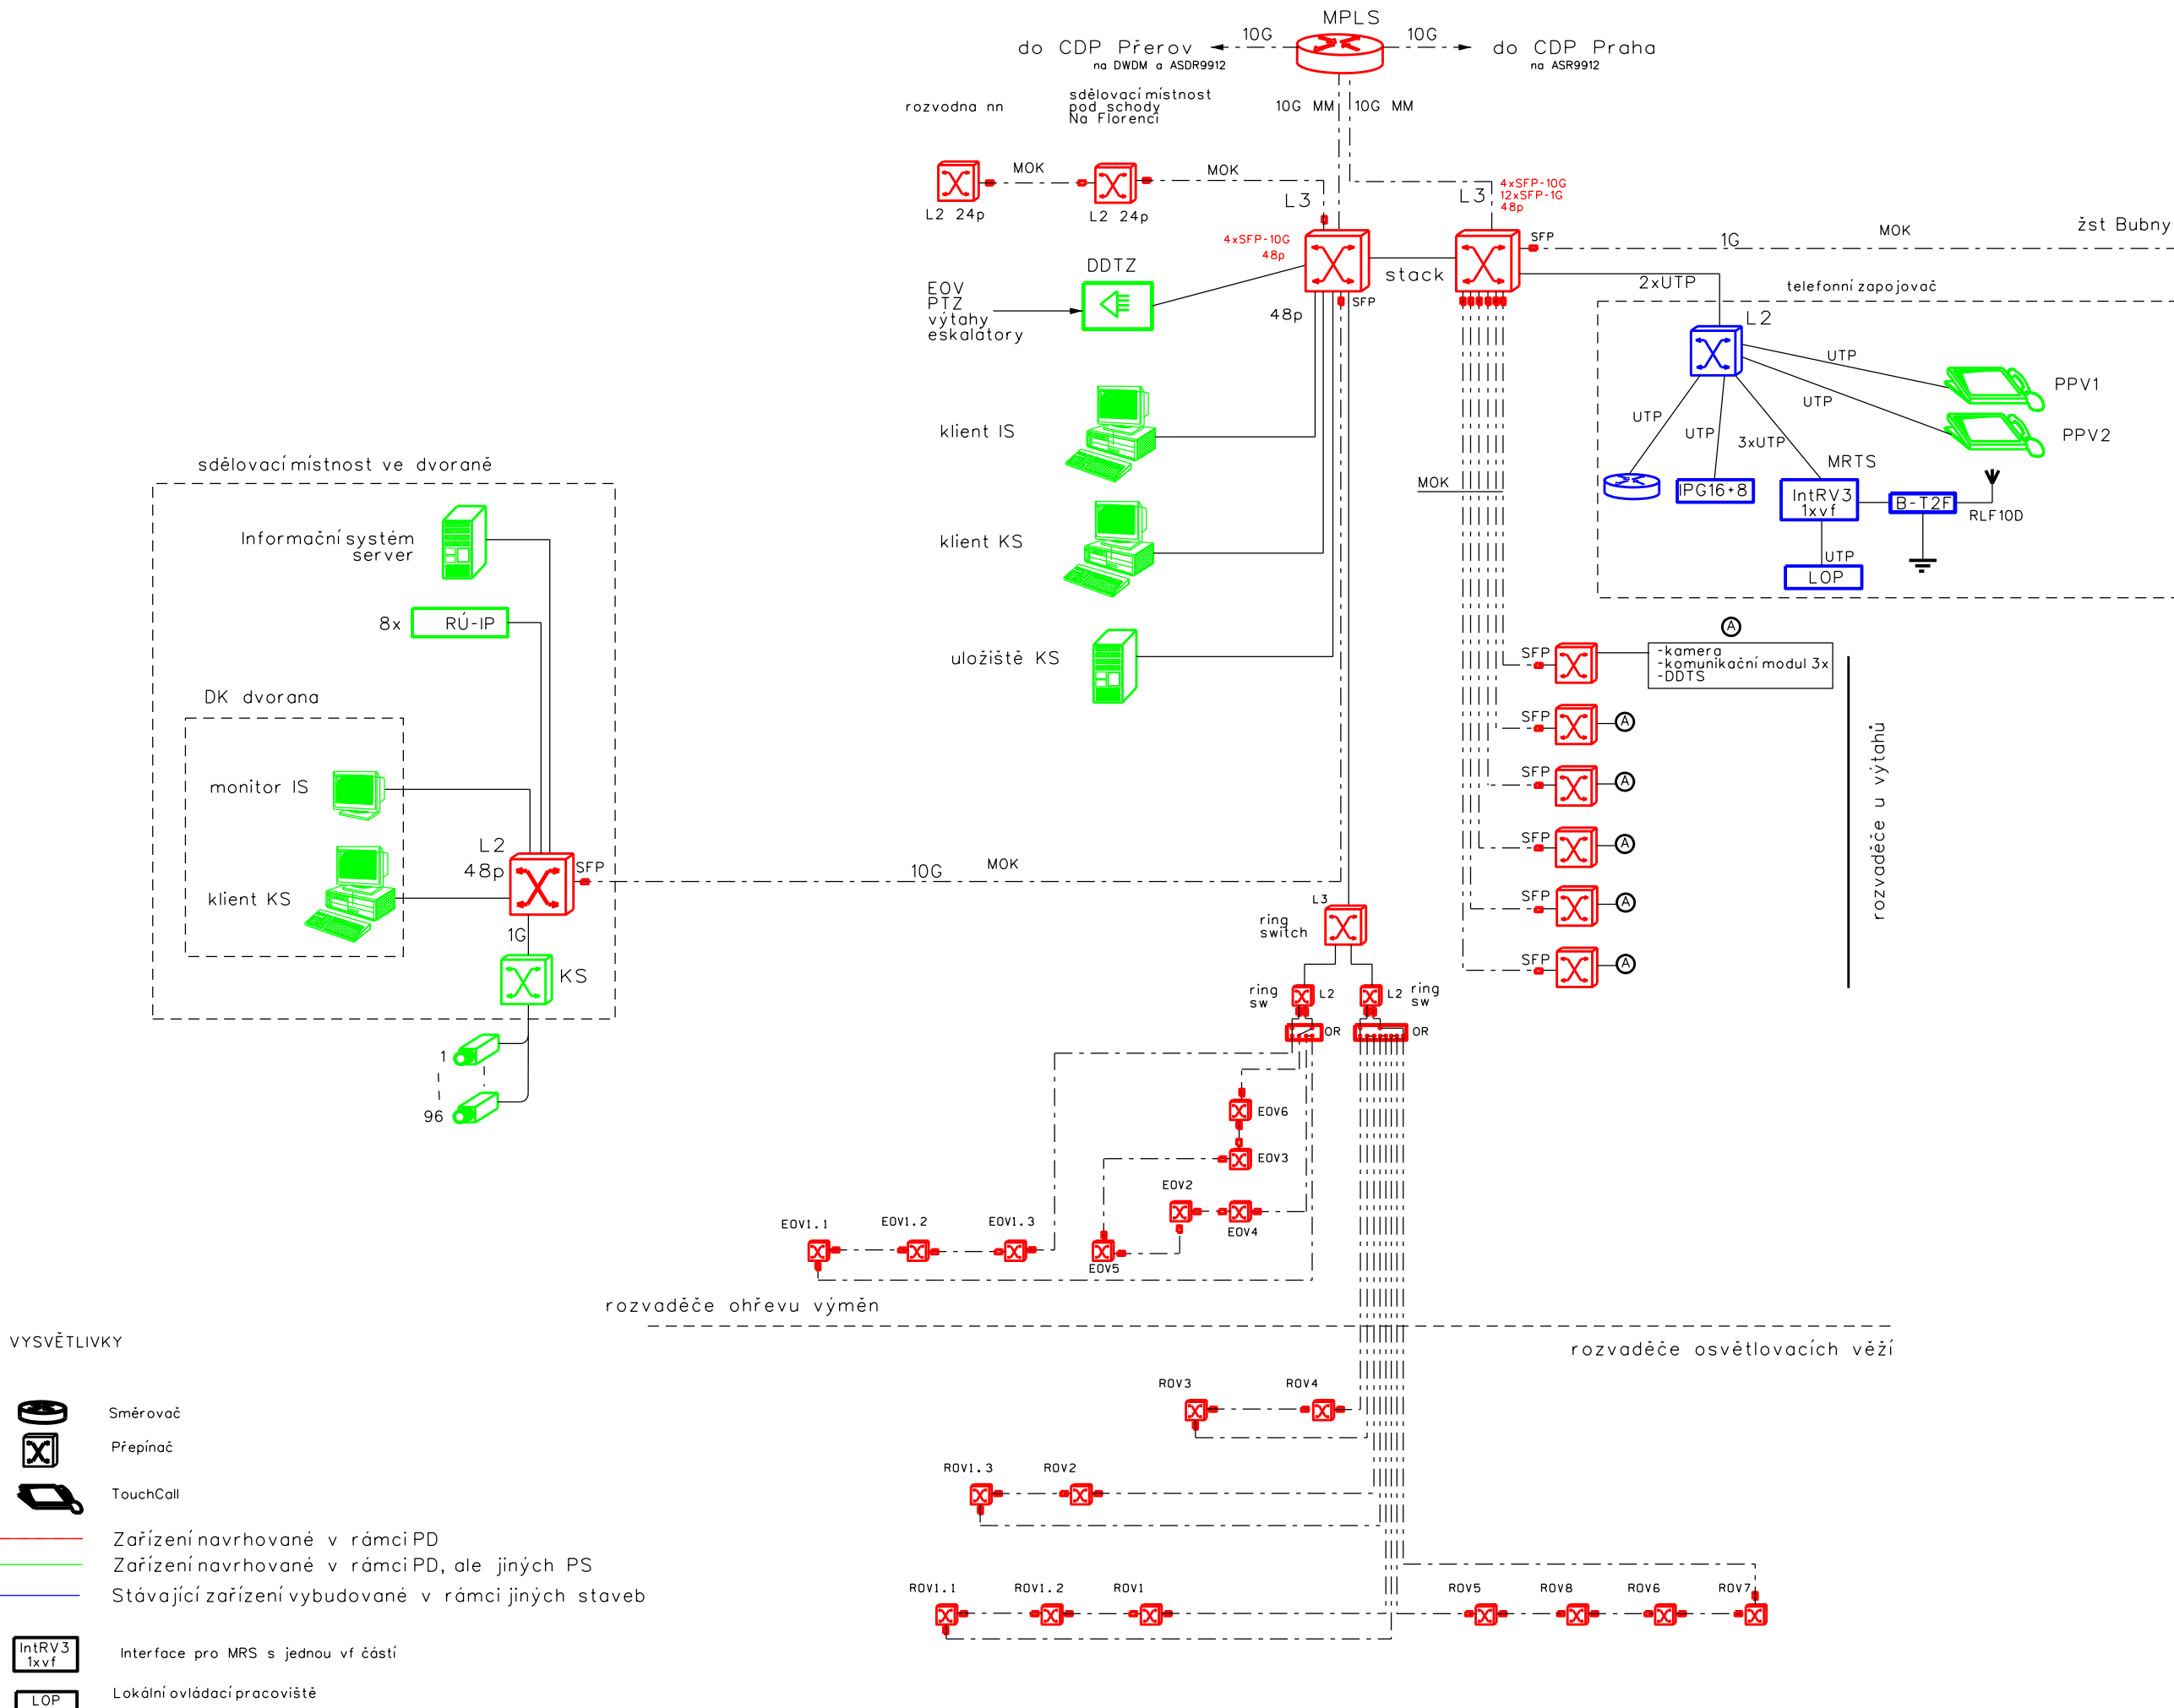 MPLS
10G
10G
do CDP Přerov
na DWDM a ASDR9912
do CDP Praha
na ASR9912
rozvodna nn
sdělovací místnost
pod schody
Na Florenci
10G MM
10G MM
MOK
MOK
L2 24p
L2 24p
L3
L3
4xSFP-10G
12xSFP-1G
48p
4xSFP-10G
48p
SFP
1G
MOK
žst Bubny
stack
DDTZ
EOV
PTZ
výtahy
eskalátory
48p
SFP
2xUTP
telefonní zapojovač
L2
UTP
PPV1
UTP
PPV2
UTP
UTP
3xUTP
MRTS
IPG16+8
IntRV3
1xvf
B-T2F
RLF10D
UTP
LOP
klient IS
klient KS
uložiště KS
MOK
sdělovací místnost ve dvoraně
Informační systém
server
8x
RÚ-IP
DK dvorana
monitor IS
klient KS
L2
48p
SFP
10G
MOK
1G
KS
1
96
A
SFP
-kamera
-komunikační modul 3x
-DDTS
SFP
A
SFP
A
SFP
A
SFP
A
SFP
A
rozvaděče u výtahů
L3
ring
switch
ring
sw
L2
L2
ring
sw
OR
OR
EOV6
EOV3
EOV2
EOV4
EOV1.1
EOV1.2
EOV1.3
EOV5
rozvaděče ohřevu výměn
rozvaděče osvětlovacích věží
ROV3
ROV4
ROV1.3
ROV2
ROV1.1
ROV1.2
ROV1
ROV5
ROV8
ROV6
ROV7
VYSVĚTLIVKY
Směrovač
Přepínač
TouchCall
Zařízení navrhované v rámci PD
Zařízení navrhované v rámci PD, ale jiných PS
Stávající zařízení vybudované v rámci jiných staveb
IntRV3
1xvf
Interface pro MRS s jednou vf částí
LOP
Lokální ovládací pracoviště